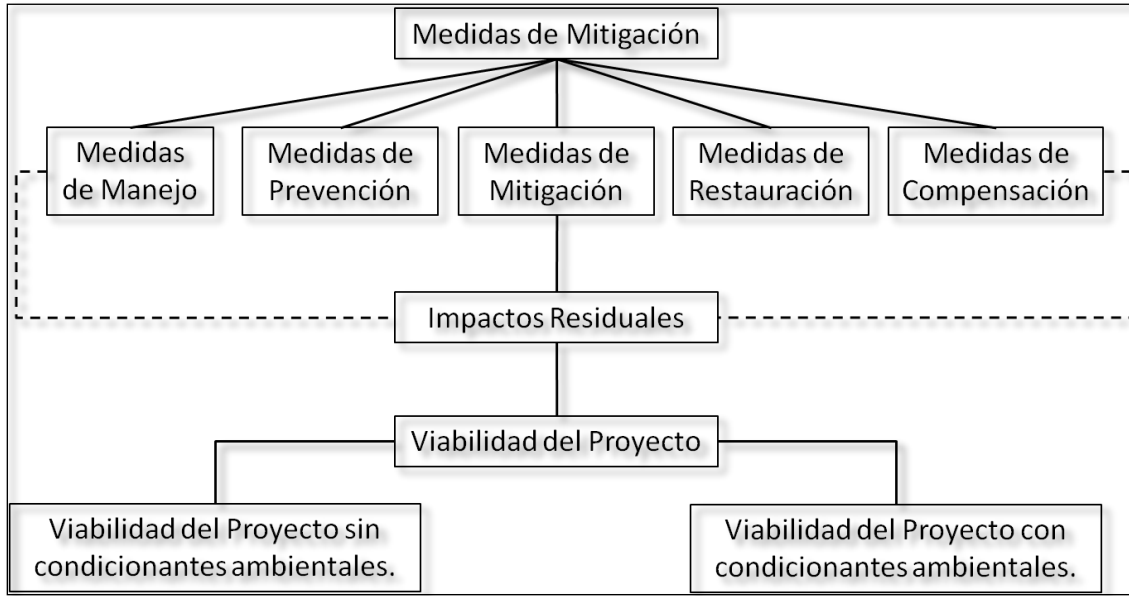 Medidas de Mitigación
Medidas
de Manejo
Medidas de
Prevención
Medidas de
Mitigación
Medidas de
Restauración
Medidas de
Compensación
Impactos Residuales
Viabilidad del Proyecto
Viabilidad del Proyecto sin
condicionantes ambientales.
Viabilidad del Proyecto con
condicionantes ambientales.